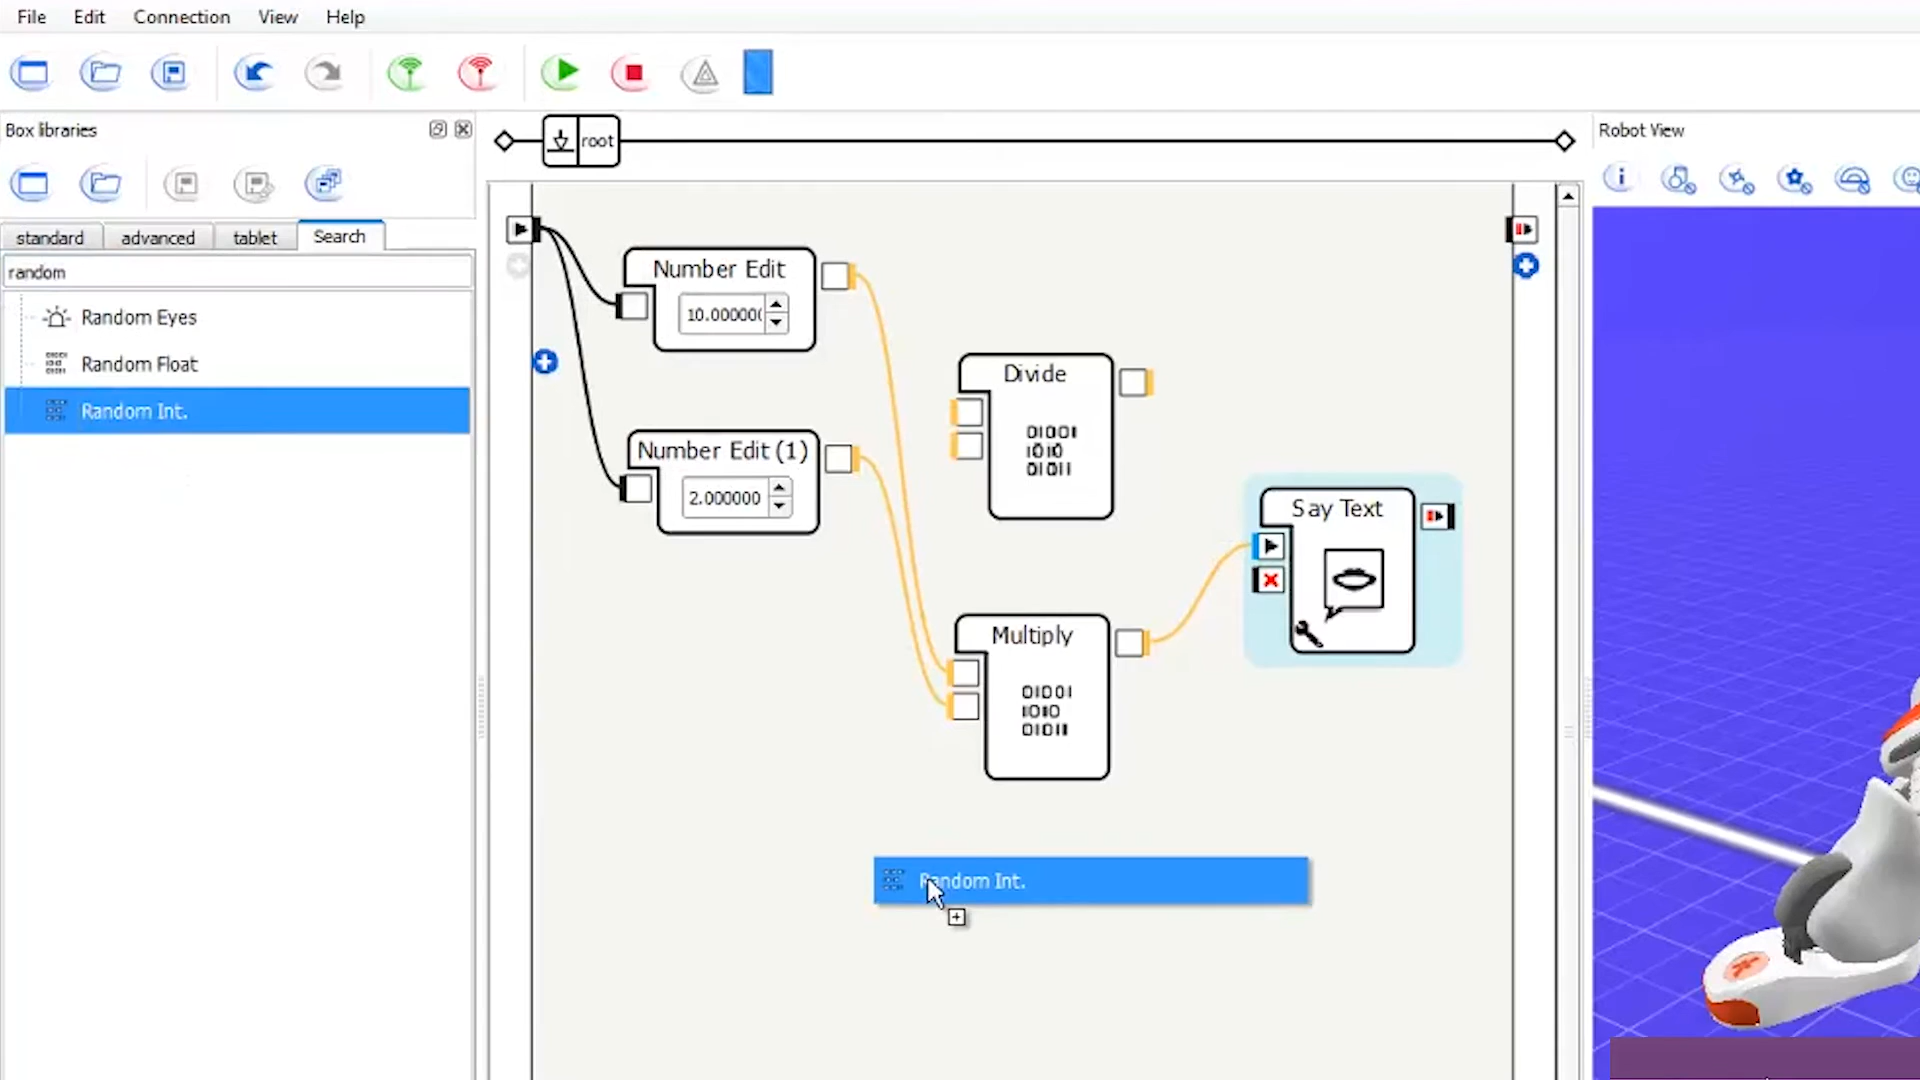 File Edit Connection View Help
Box libraries
root
Robot View
standard advanced tablet Search
random
Random Eyes
Random Float
Random Int.
Number Edit
10.00000(
Number Edit (1)
2.000000
Divide
01001
1010
01011
Say Text
Multiply
01001
1010
01011
Random Int.